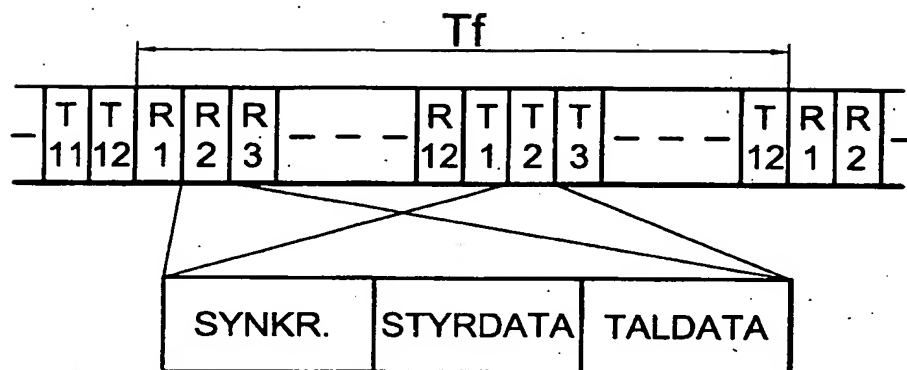 Tf
– T 11 T 12 R 1 R 2 R 3 – – – R 12 T 1 T 2 T 3 – – – T 12 R 1 R 2 –
SYNKR. STYRDATA TALDATA